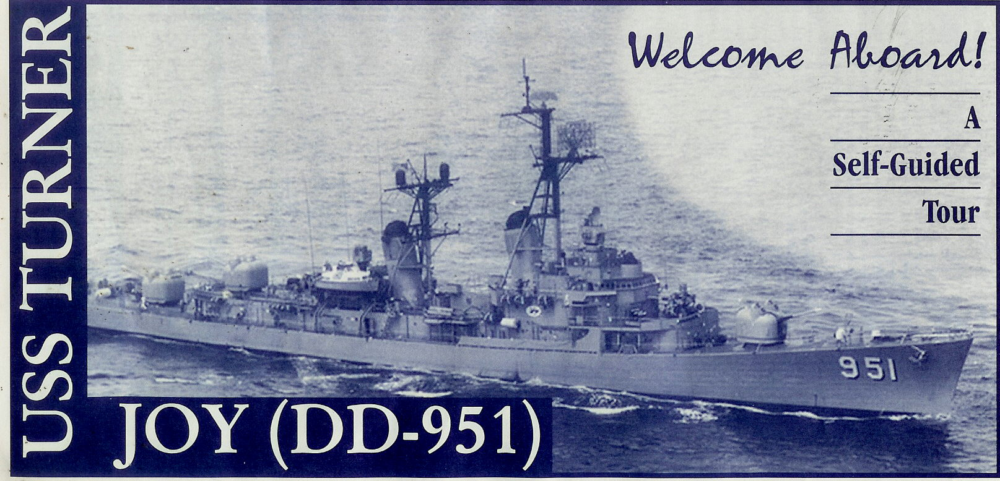 USS TURNER
JOY (DD-951)
Welcome Aboard!
A
Self-Guided
Tour
951